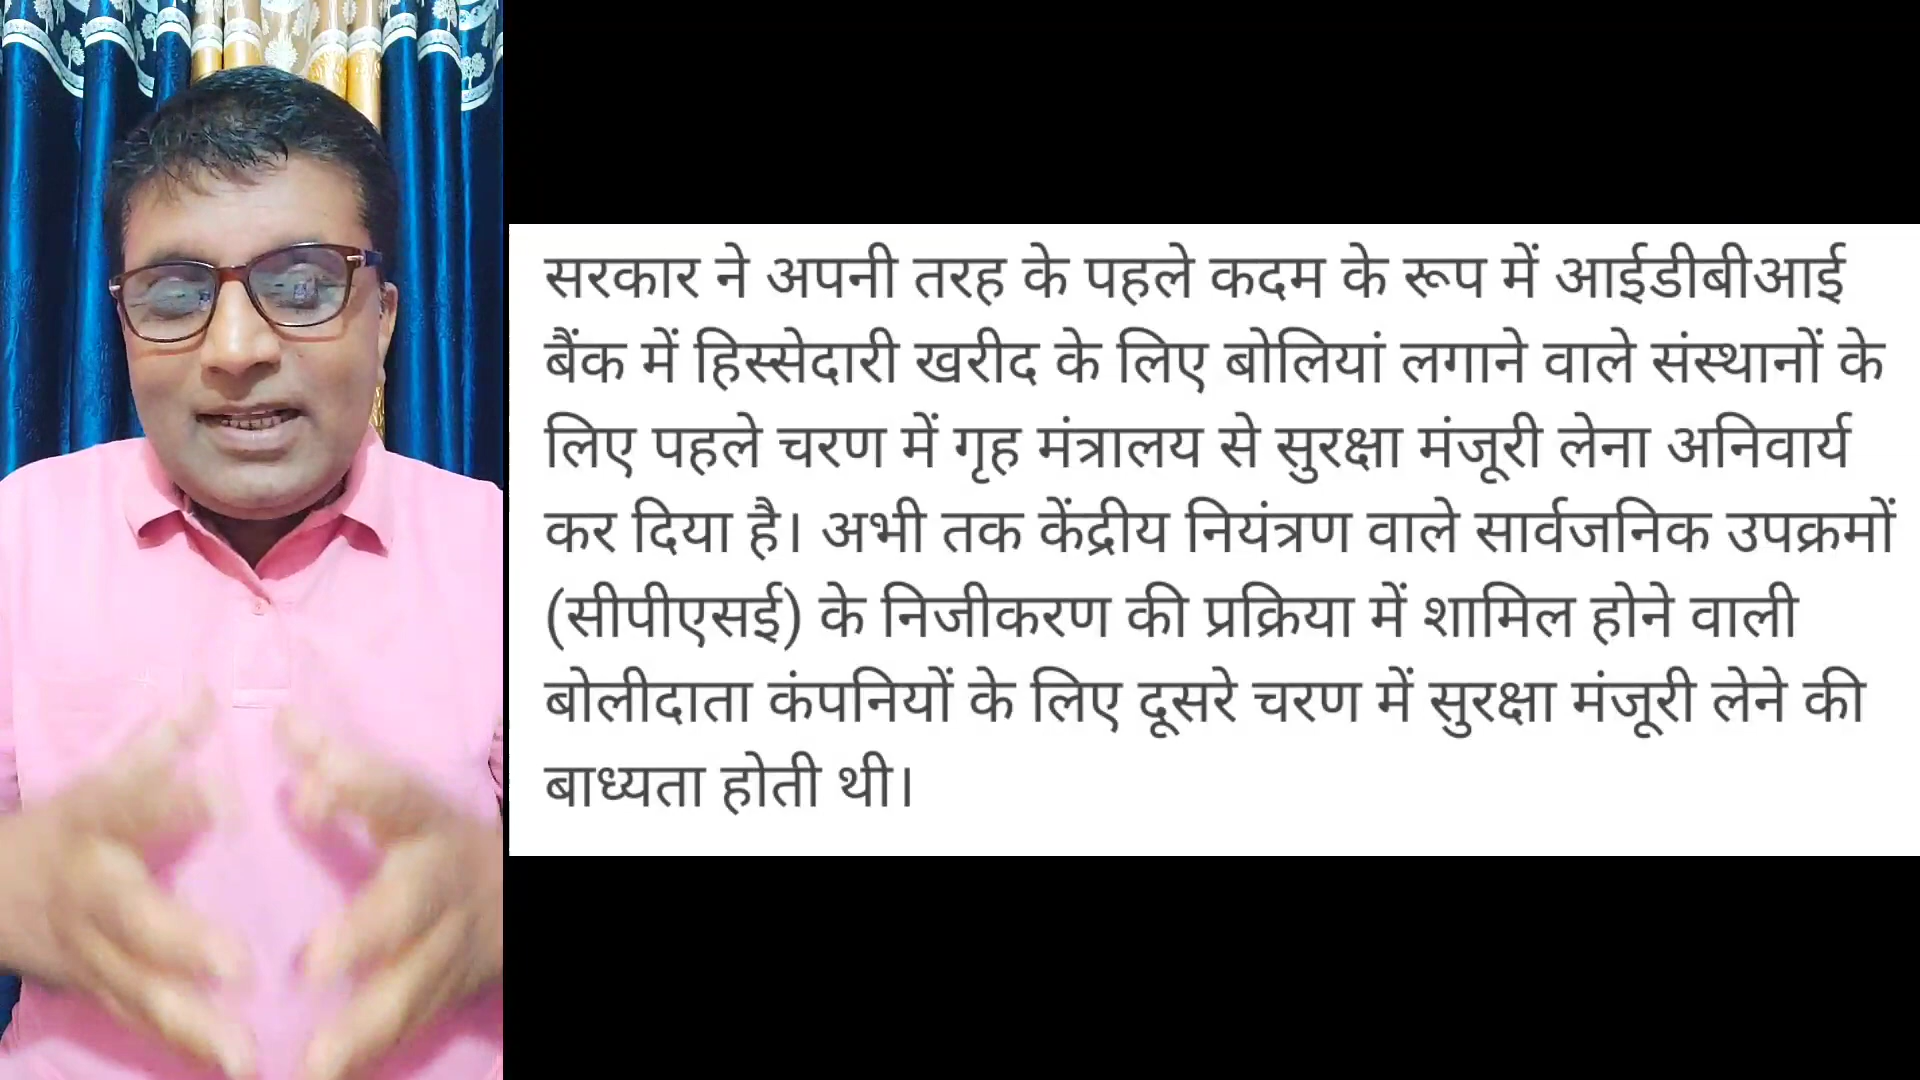 सरकार ने अपनी तरह के पहले कदम के रूप में आईडीबीआई
बैंक में हिस्सेदारी खरीद के लिए बोलियां लगाने वाले संस्थानों के
लिए पहले चरण में गृह मंत्रालय से सुरक्षा मंजूरी लेना अनिवार्य
कर दिया है। अभी तक केंद्रीय नियंत्रण वाले सार्वजनिक उपक्रमों
(सीपीएसई) के निजीकरण की प्रक्रिया में शामिल होने वाली
बोलीदाता कंपनियों के लिए दूसरे चरण में सुरक्षा मंजूरी लेने की
बाध्यता होती थी।